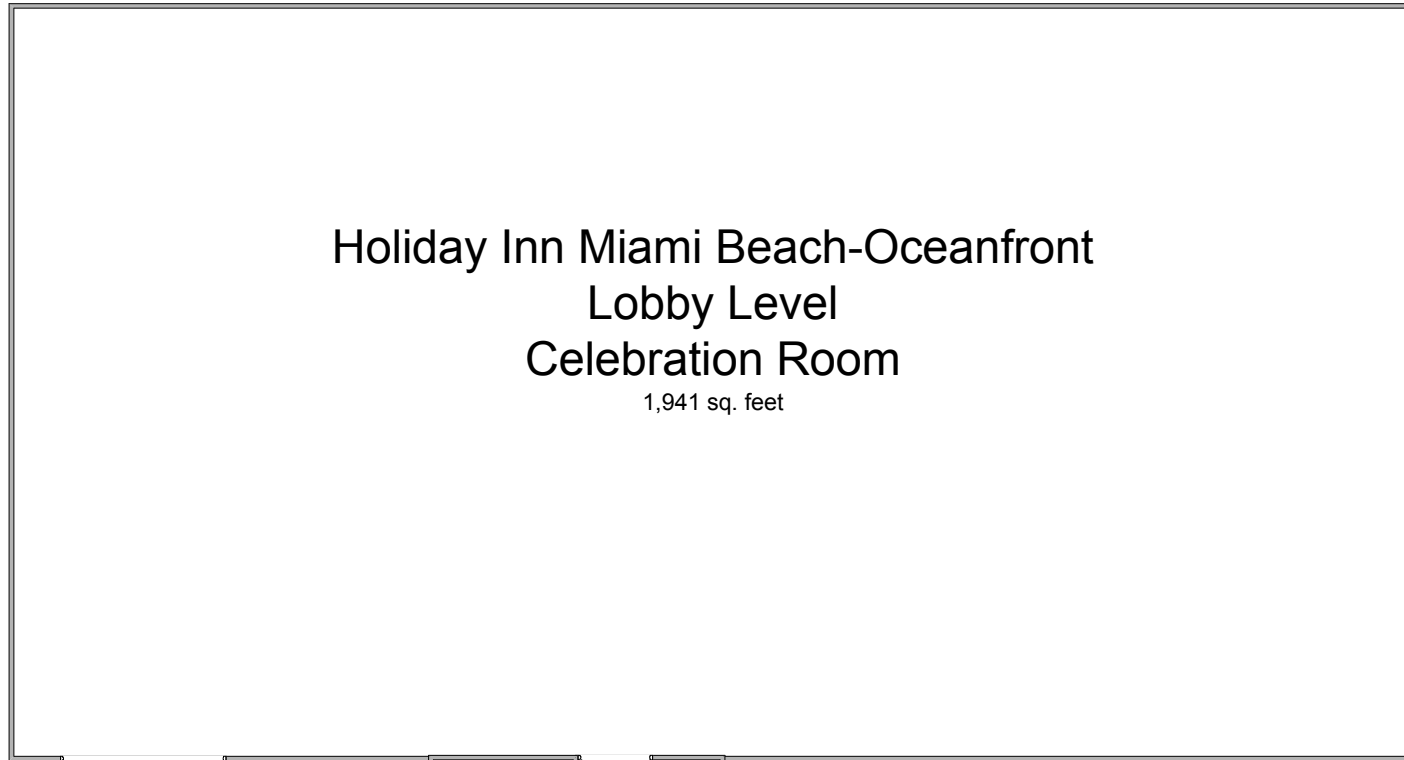 Holiday Inn Miami Beach-Oceanfront
Lobby Level
Celebration Room
1,941 sq. feet